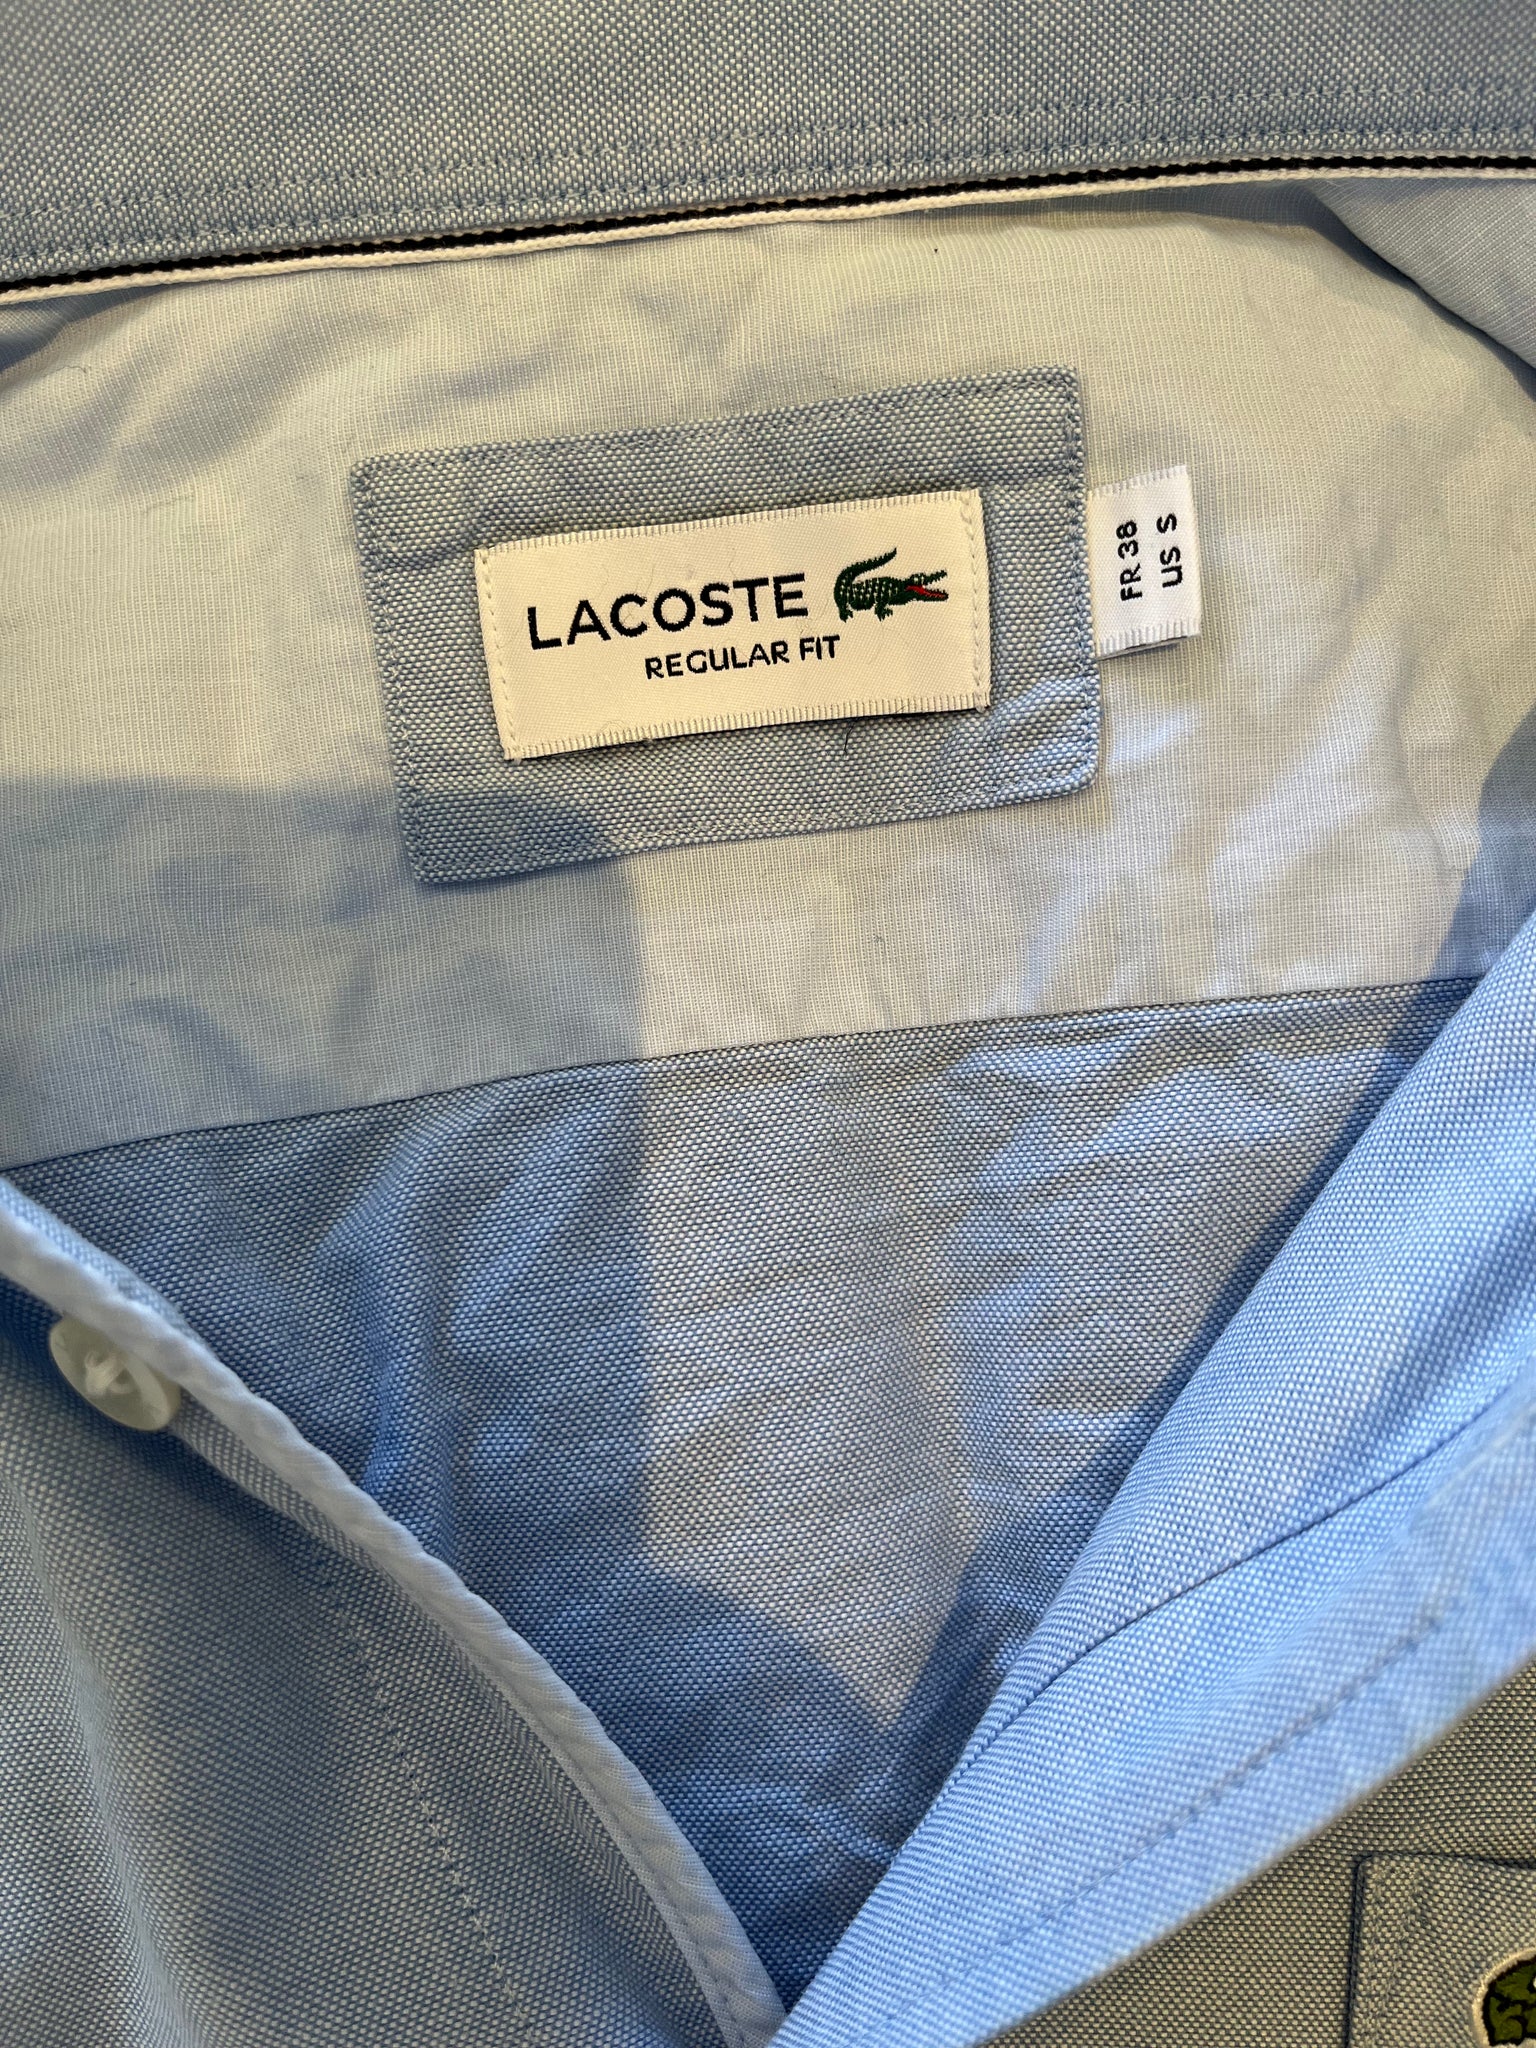 LACOSTE
REGULAR FIT
FR 38
US S